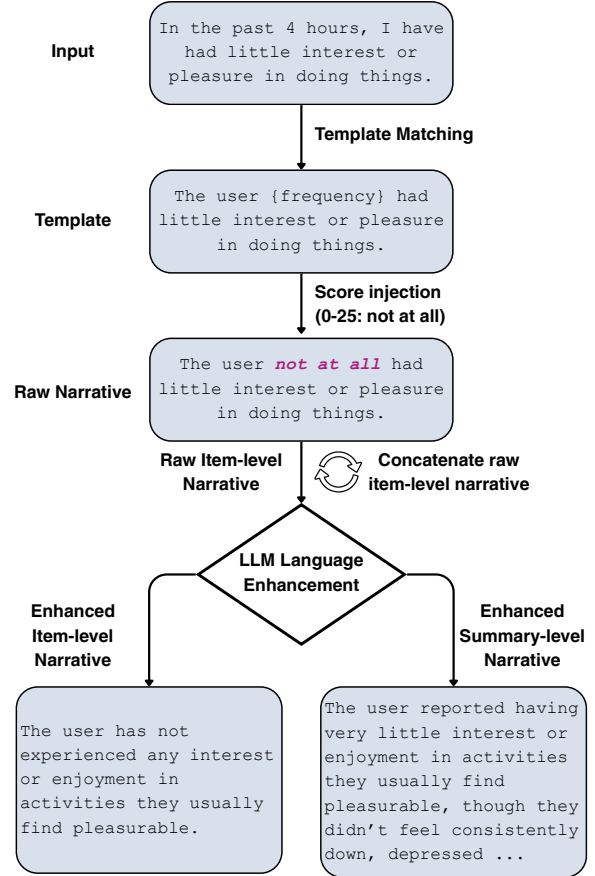 Input
In the past 4 hours, I have
had little interest or
pleasure in doing things.
Template Matching
Template
The user {frequency} had
little interest or pleasure
in doing things.
Score injection
(0-25: not at all)
Raw Narrative
The user not at all had
little interest or pleasure
in doing things.
Raw Item-level
Narrative
Concatenate raw
item-level narrative
LLM Language
Enhancement
Enhanced
Item-level
Narrative
Enhanced
Summary-level
Narrative
The user has not
experienced any interest
or enjoyment in
activities they usually
find pleasurable.
The user reported having
very little interest or
enjoyment in activities
they usually find
pleasurable, though they
didn't feel consistently
down, depressed ...